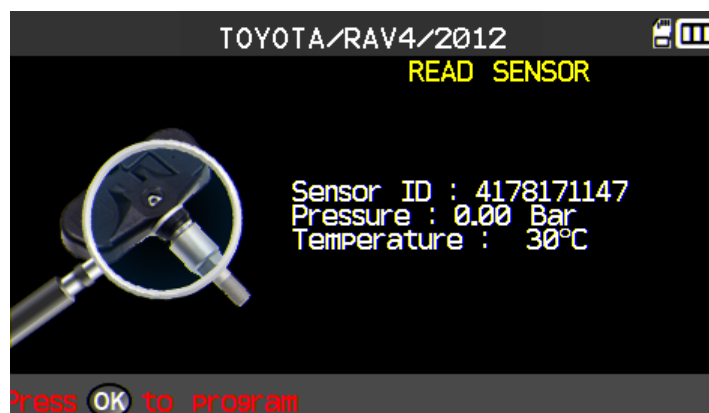 TOYOTA/RAV4/2012
READ SENSOR
Sensor ID : 4178171147
Pressure : 0.00 Bar
Temperature : 30°C
Press OK to program